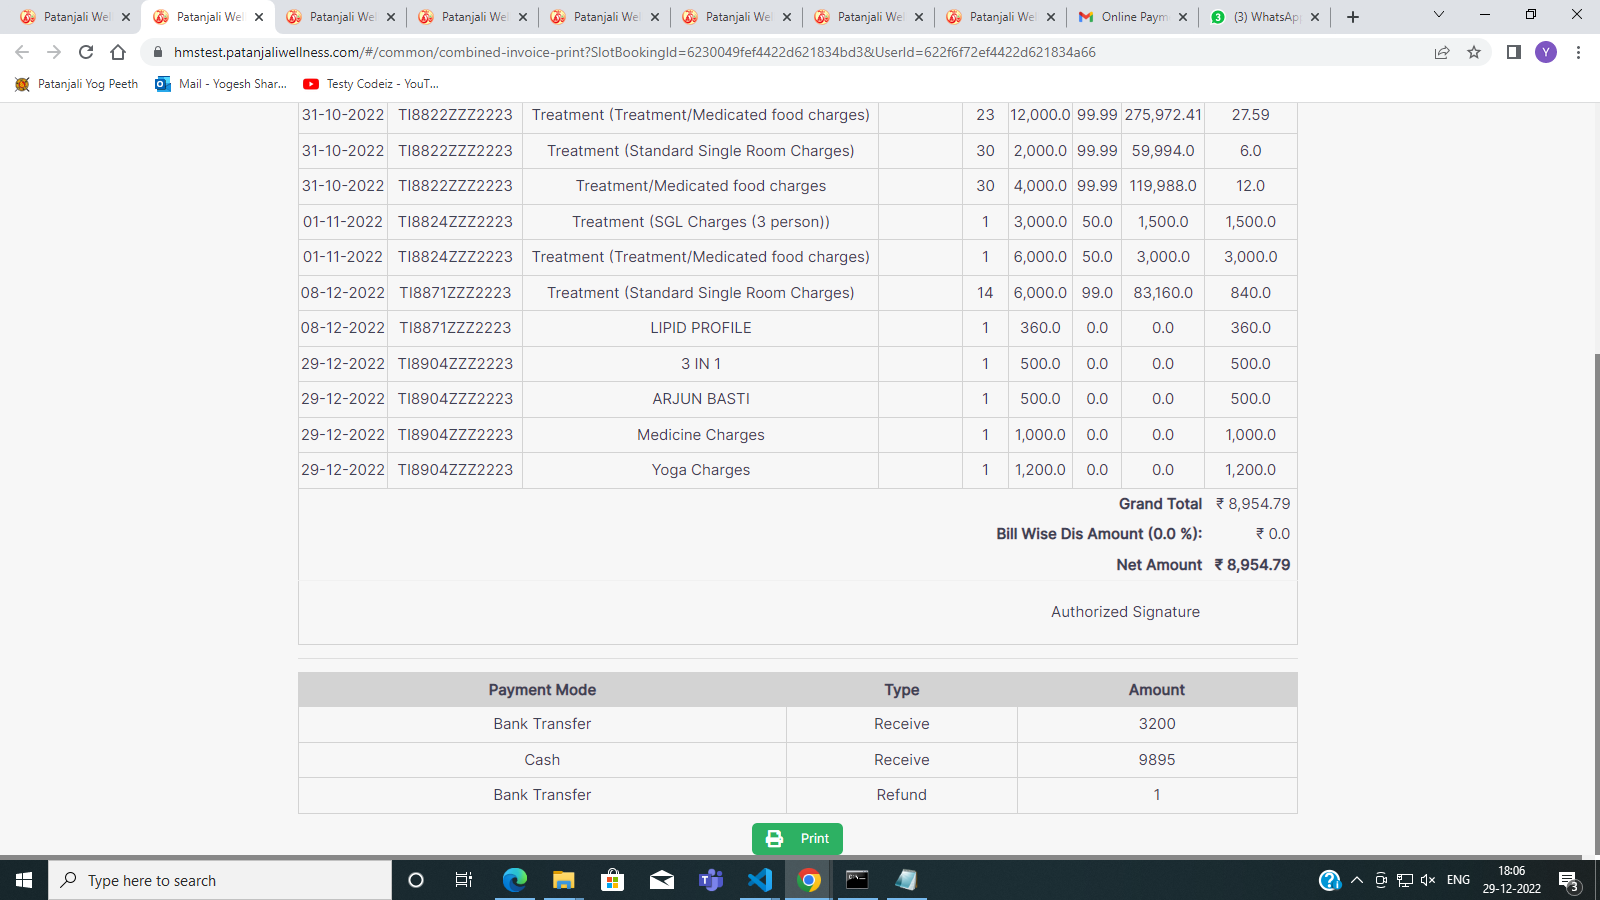 Patanjali Wel Patanjali Wel Patanjali Wel Patanjali Wel Patanjali Wel Patanjali Wel Patanjali Wel Patanjali Wel Online Paym (3) WhatsApp
hmstest.patanjaliwellness.com/#/common/combined-invoice-print?SlotBookingId=6230049fef4422d621834bd3&UserId=622f6f72ef4422d621834a66 Y
Patanjali Yog Peeth Mail - Yogesh Shar... Testy Codeiz - YouT...
31-10-2022 TI8822ZZZ2223 Treatment (Treatment/Medicated food charges) 23 12,000.0 99.99 275,972.41 27.59
31-10-2022 TI8822ZZZ2223 Treatment (Standard Single Room Charges) 30 2,000.0 99.99 59,994.0 6.0
31-10-2022 TI8822ZZZ2223 Treatment/Medicated food charges 30 4,000.0 99.99 119,988.0 12.0
01-11-2022 TI8824ZZZ2223 Treatment (SGL Charges (3 person)) 1 3,000.0 50.0 1,500.0 1,500.0
01-11-2022 TI8824ZZZ2223 Treatment (Treatment/Medicated food charges) 1 6,000.0 50.0 3,000.0 3,000.0
08-12-2022 TI8871ZZZ2223 Treatment (Standard Single Room Charges) 14 6,000.0 99.0 83,160.0 840.0
08-12-2022 TI8871ZZZ2223 LIPID PROFILE 1 360.0 0.0 0.0 360.0
29-12-2022 TI8904ZZZ2223 3 IN 1 1 500.0 0.0 0.0 500.0
29-12-2022 TI8904ZZZ2223 ARJUN BASTI 1 500.0 0.0 0.0 500.0
29-12-2022 TI8904ZZZ2223 Medicine Charges 1 1,000.0 0.0 0.0 1,000.0
29-12-2022 TI8904ZZZ2223 Yoga Charges 1 1,200.0 0.0 0.0 1,200.0
Grand Total ₹ 8,954.79
Bill Wise Dis Amount (0.0 %): ₹ 0.0
Net Amount ₹ 8,954.79
Authorized Signature
Payment Mode Type Amount
Bank Transfer Receive 3200
Cash Receive 9895
Bank Transfer Refund 1
Print
Type here to search ENG 18:06
29-12-2022 3